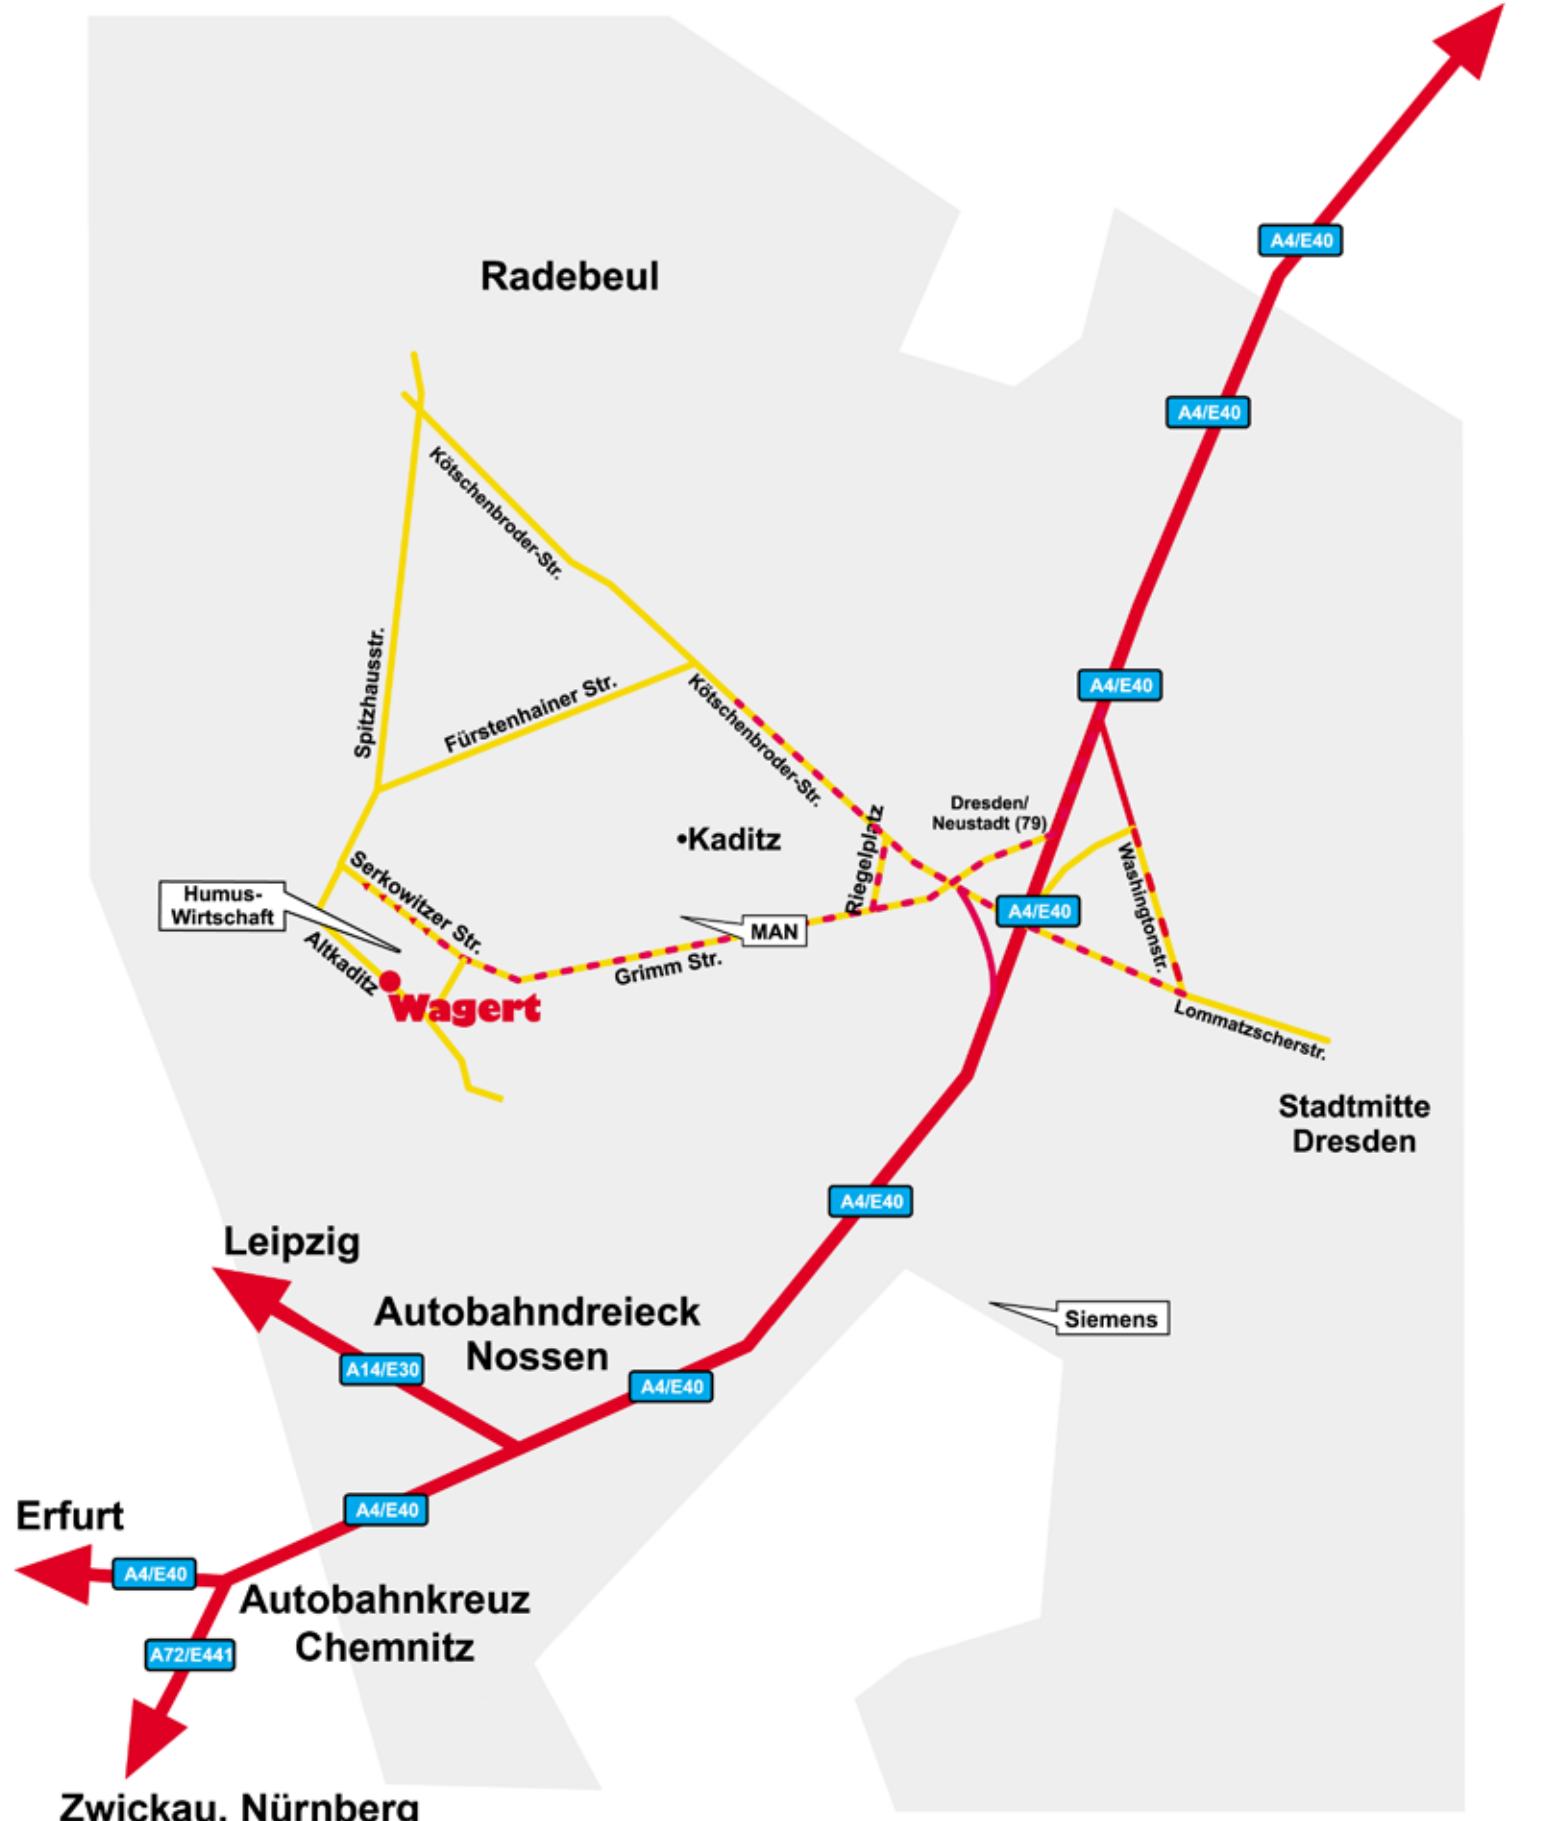 A4/E40
Radebeul
A4/E40
Kötschenbroder-Str.
Spitzhausstr.
Fürstenhainer Str.
A4/E40
Kötschenbroder-Str.
Dresden/
Neustadt (79)
•Kaditz
Riegelplatz
Washingtonstr.
Serkowitzer Str.
Humus-
Wirtschaft
A4/E40
MAN
Altkaditz
Grimm Str.
Wagert
Lommatzscherstr.
Stadtmitte
Dresden
A4/E40
Leipzig
Autobahndreieck
Nossen
Siemens
A14/E30
A4/E40
Erfurt
A4/E40
A4/E40
Autobahnkreuz
Chemnitz
A72/E441
Zwickau, Nürnberg